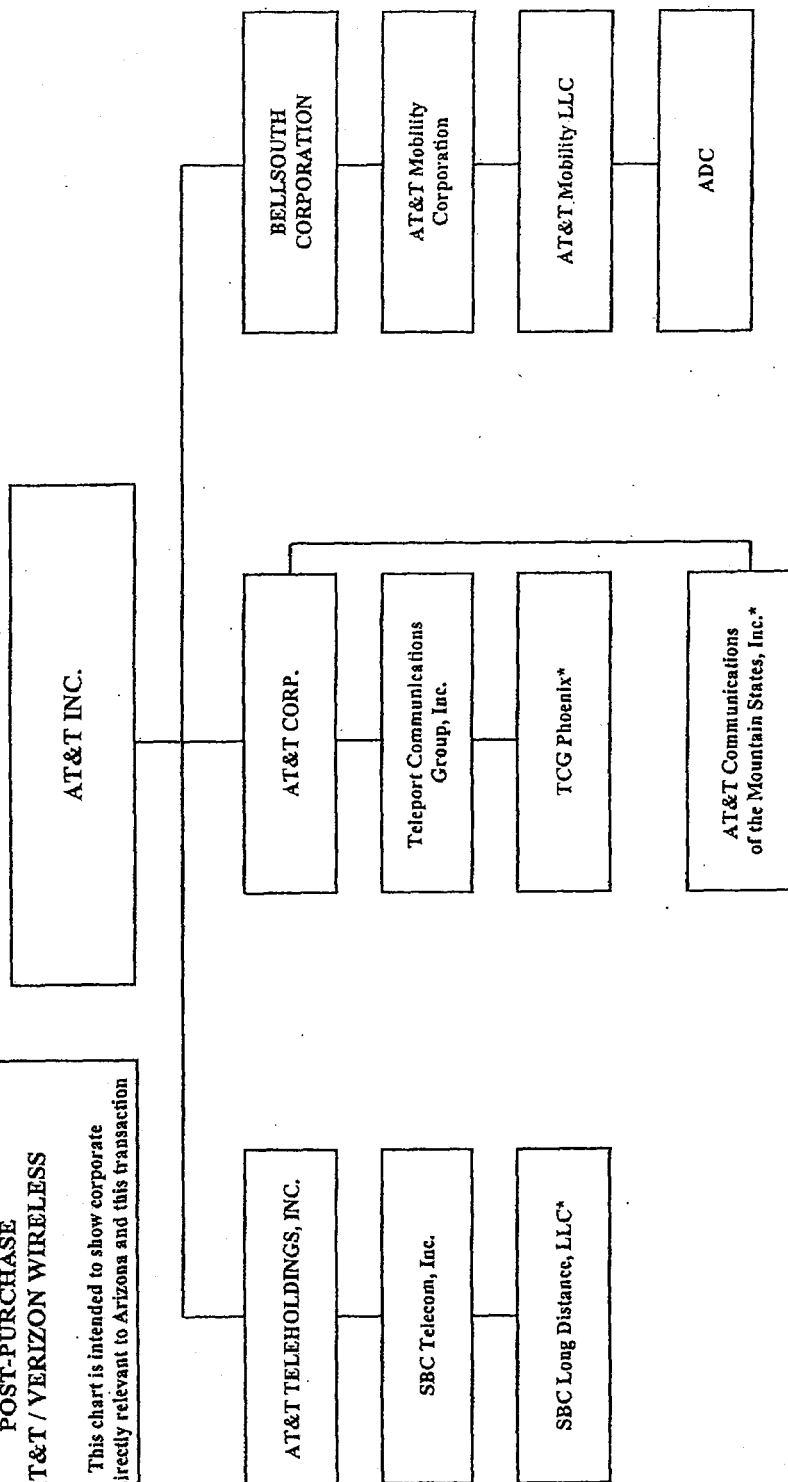 POST-PURCHASE
T&T / VERIZON WIRELESS
This chart is intended to show corporate
irectly relevant to Arizona and this transaction
AT&T INC.
AT&T TELEHOLDINGS, INC.
SBC Telecom, Inc.
SBC Long Distance, LLC*
AT&T CORP.
Teleport Communications
Group, Inc.
TCG Phoenix*
AT&T Communications
of the Mountain States, Inc.*
BELLSOUTH
CORPORATION
AT&T Mobility
Corporation
AT&T Mobility LLC
ADC